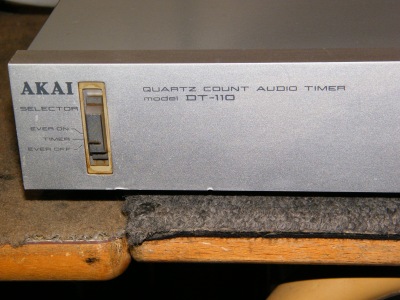 AKAI
QUARTZ COUNT AUDIO TIMER
model DT-110
SELECTOR
EVER ON
TIMER
EVER OFF